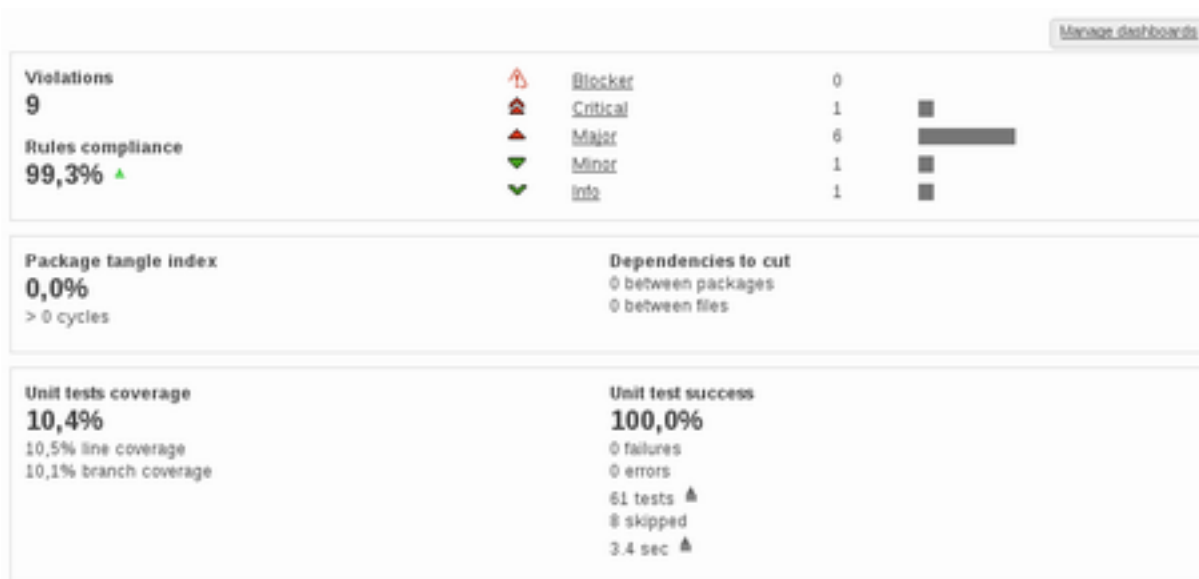 Manage dashboards
Violations
9
Rules compliance
99,3%
Blocker 0
Critical 1
Major 6
Minor 1
Info 1
Package tangle index
0,0%
> 0 cycles
Dependencies to cut
0 between packages
0 between files
Unit tests coverage
10,4%
10,5% line coverage
10,1% branch coverage
Unit test success
100,0%
0 failures
0 errors
61 tests
8 skipped
3.4 sec